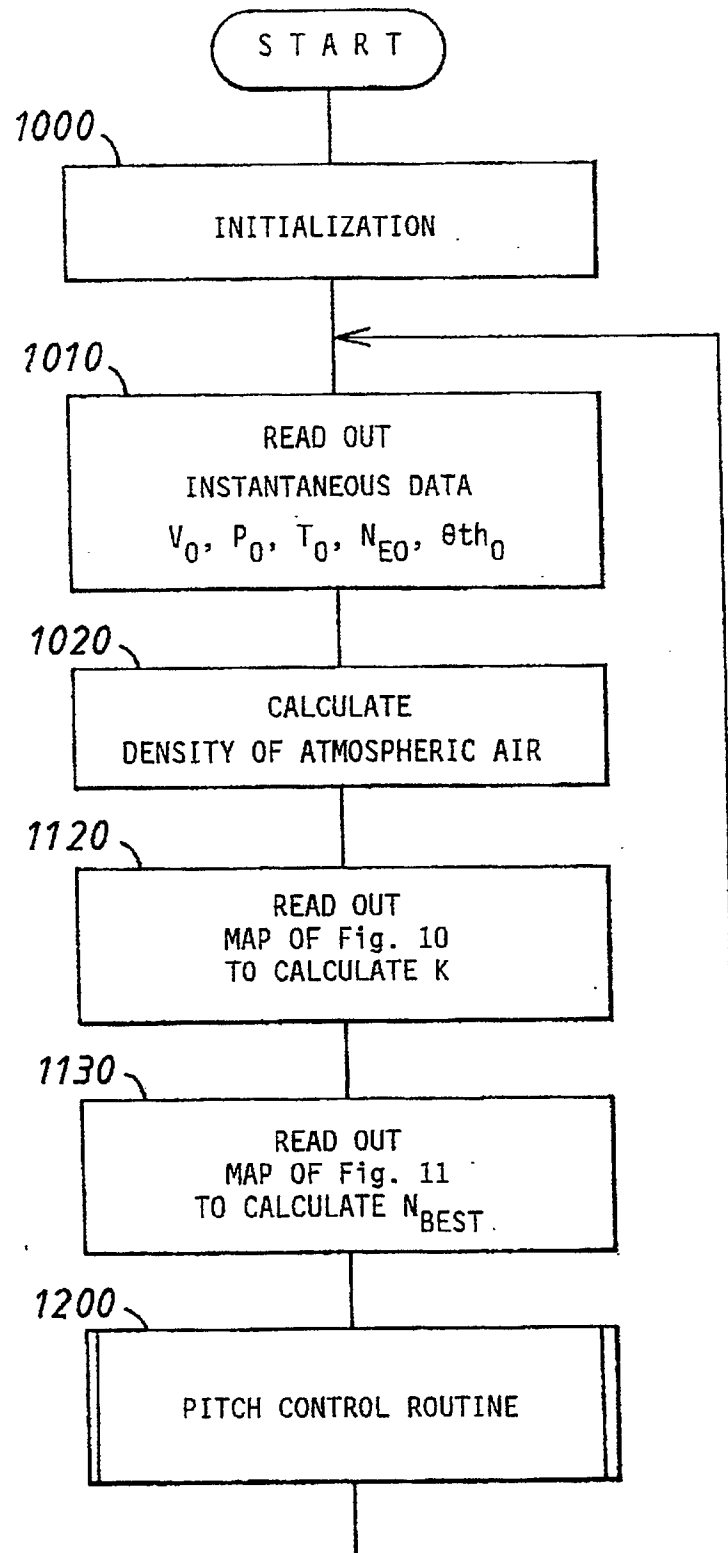 START
1000
INITIALIZATION
1010
READ OUT
INSTANTANEOUS DATA
V₀, P₀, T₀, N_EO, θth₀
1020
CALCULATE
DENSITY OF ATMOSPHERIC AIR
1120
READ OUT
MAP OF Fig. 10
TO CALCULATE K
1130
READ OUT
MAP OF Fig. 11
TO CALCULATE N_BEST
1200
PITCH CONTROL ROUTINE